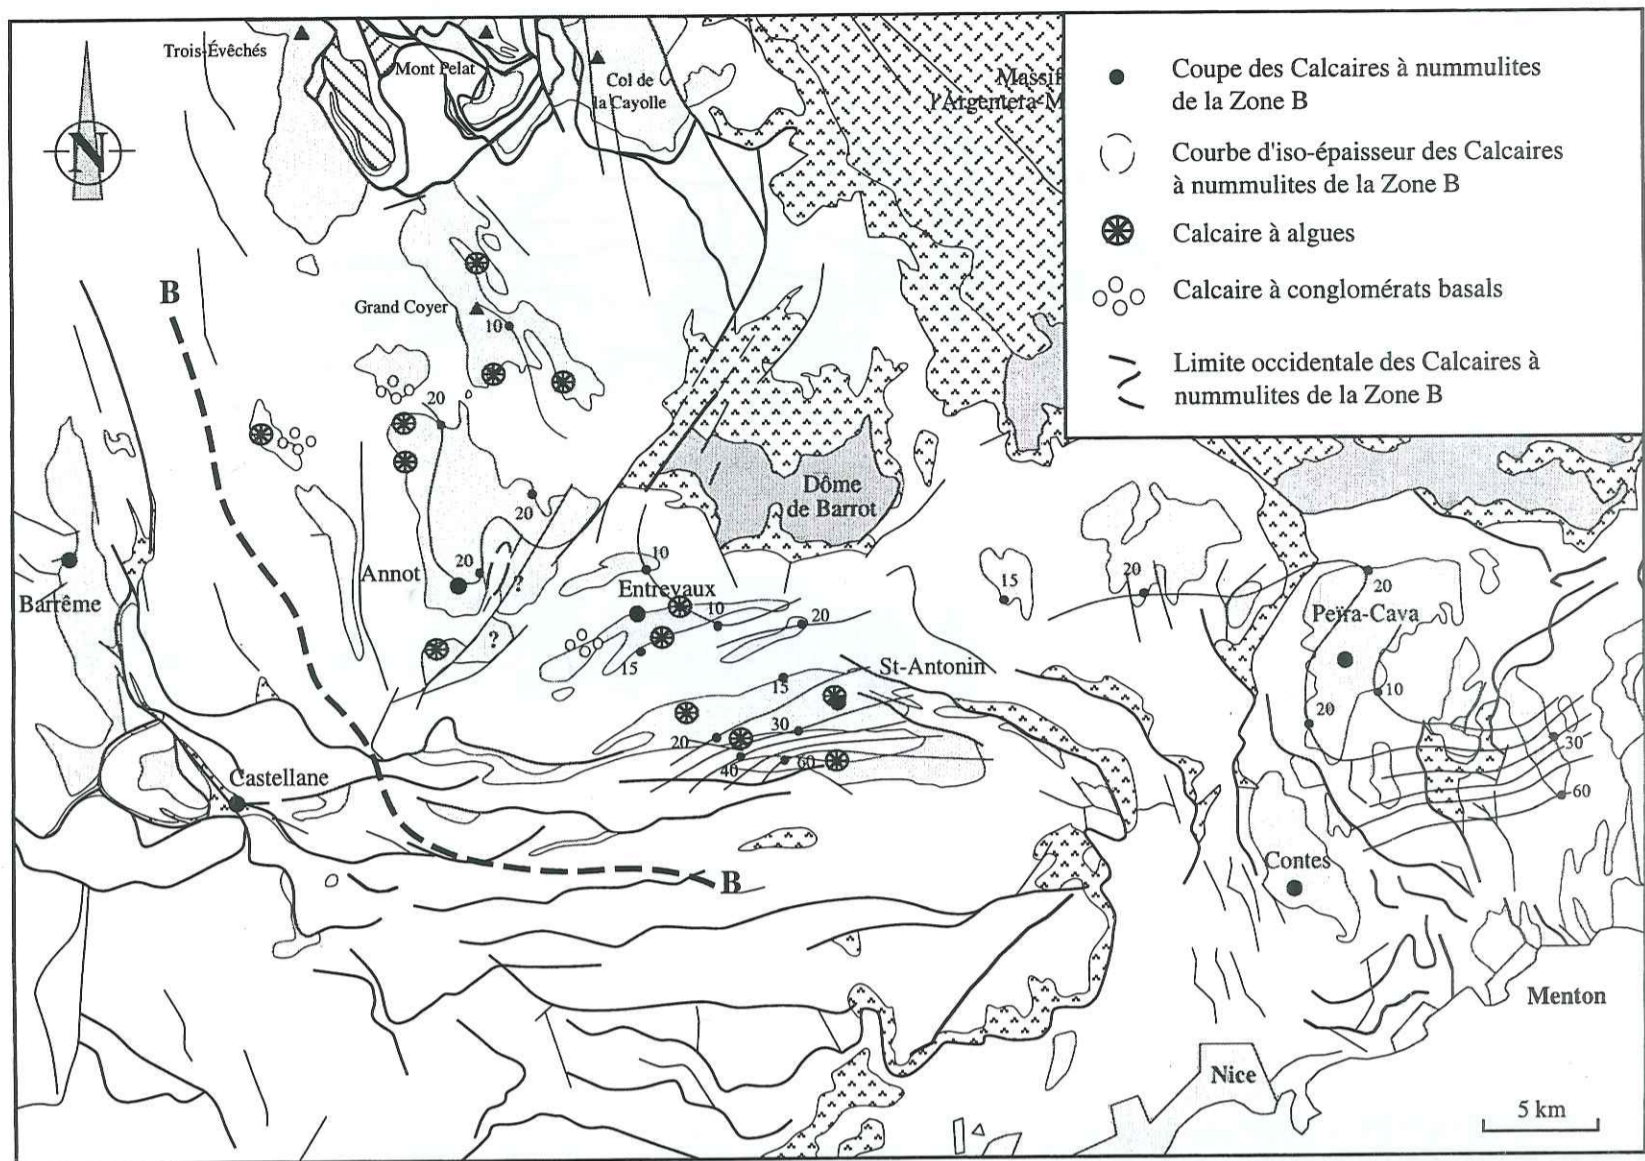 Trois-Évêchés
Mont Pelat
Col de
la Cayolle
Massif
l'Argentera-M
N
Coupe des Calcaires à nummulites
de la Zone B
Courbe d'iso-épaisseur des Calcaires
à nummulites de la Zone B
Calcaire à algues
Calcaire à conglomérats basals
Limite occidentale des Calcaires à
nummulites de la Zone B
B
Grand Coyer
10
20
20
Dôme
de Barrot
Annot
20
?
10
Barrême
Entrevaux
10
20
15
20
20
Peïra-Cava
?
15
St-Antonin
15
10
20
20
30
30
40
60
60
Castellane
B
Contes
Menton
Nice
5 km